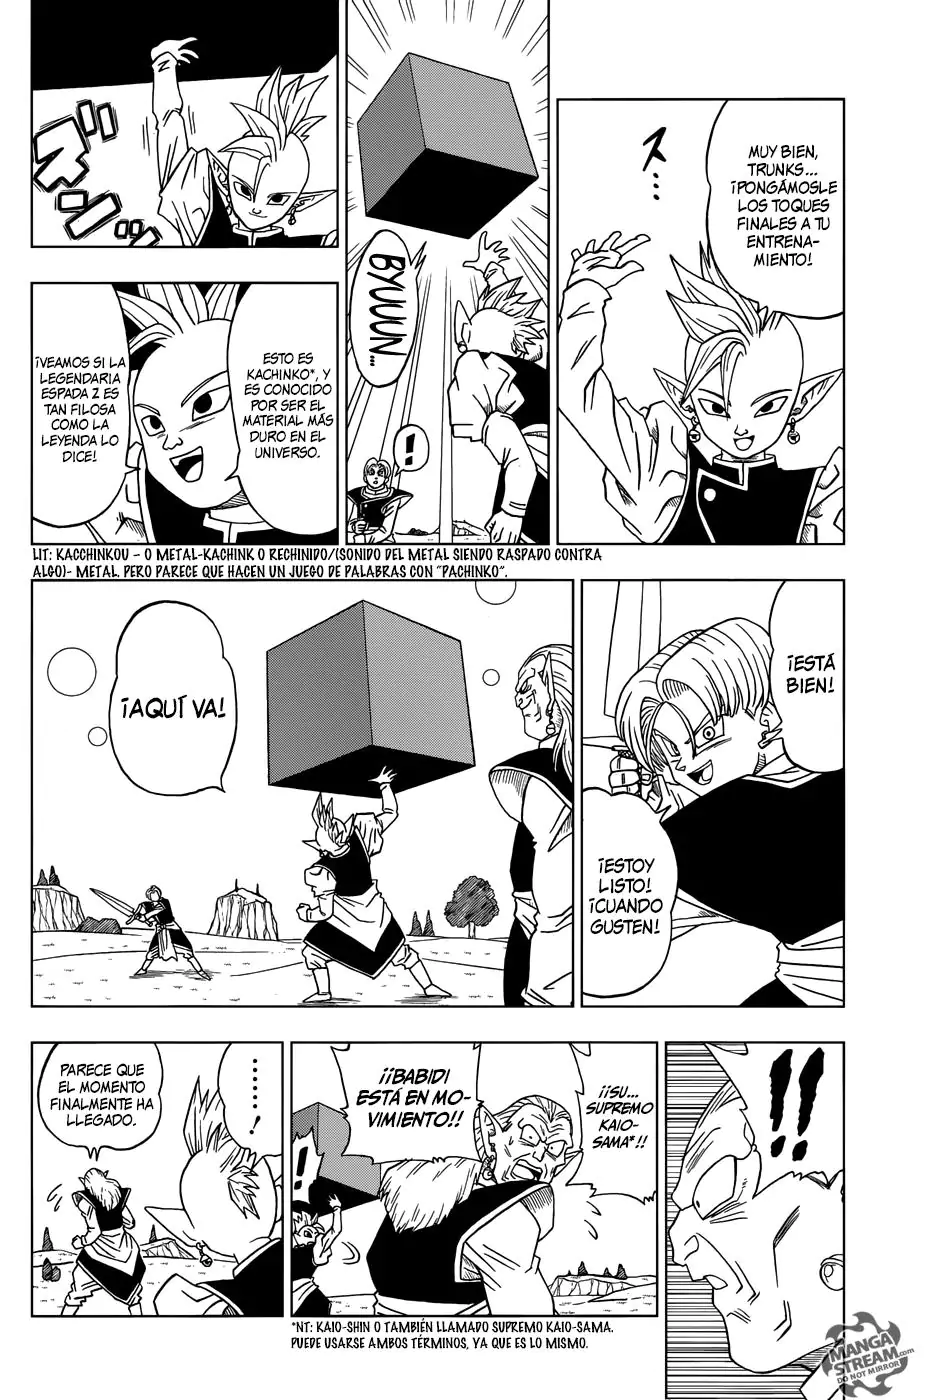 MUY BIEN,
TRUNKS...
¡PONGÁMOSLE
LOS TOQUES
FINALES A TU
ENTRENA-
MIENTO!
ス...
BYUUUN...
!
ズズズ
ESTO ES
KACHINKO*, Y
ES CONOCIDO
POR SER EL
MATERIAL MÁS
DURO EN EL
UNIVERSO.
¡VEAMOS SI LA
LEGENDARIA
ESPADA Z ES
TAN FILOSA
COMO LA
LEYENDA LO
DICE!
LIT: KACCHINKOU – O METAL-KACHINK O RECHINIDO/(SONIDO DEL METAL SIENDO RASPADO CONTRA
ALGO)- METAL. PERO PARECE QUE HACEN UN JUEGO DE PALABRAS CON "PACHINKO".
¡ESTÁ
BIEN!
¡ESTOY
LISTO!
¡CUANDO
GUSTEN!
¡AQUÍ VA!
!!
¡¡SU...
SUPREMO
KAIO-
SAMA*!!
¡¡BABIDI
ESTÁ EN MO-
VIMIENTO!!
!
*NT: KAIO-SHIN O TAMBIÉN LLAMADO SUPREMO KAIO-SAMA.
PUEDE USARSE AMBOS TÉRMINOS, YA QUE ES LO MISMO.
......!
PARECE QUE
EL MOMENTO
FINALMENTE HA
LLEGADO.
MANGA
STREAM.com
DO NOT MIRROR